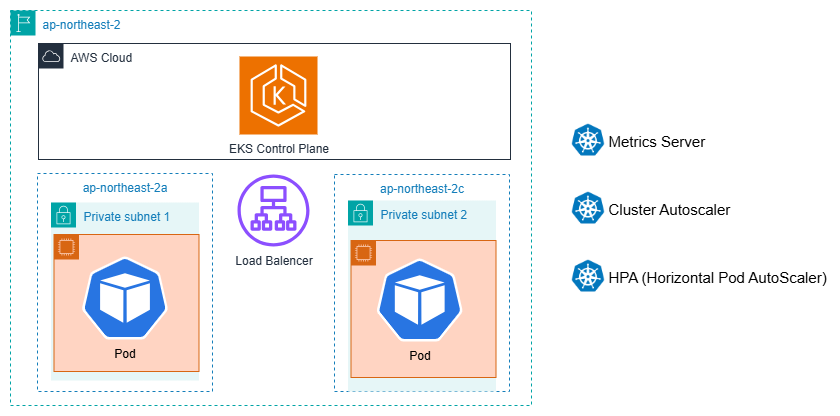 ap-northeast-2
AWS Cloud
EKS Control Plane
ap-northeast-2a
Private subnet 1
Pod
Load Balencer
ap-northeast-2c
Private subnet 2
Pod
Metrics Server
Cluster Autoscaler
HPA (Horizontal Pod AutoScaler)